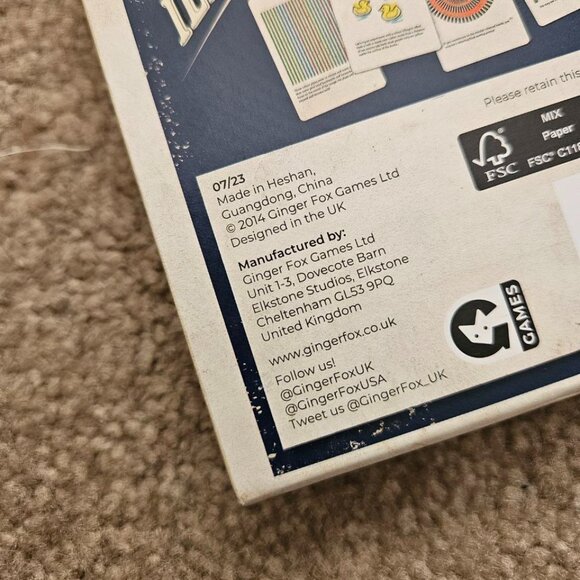 Please retain this
MIX
Paper
FSC
FSC® C118
07/23
Made in Heshan,
Guangdong, China
© 2014 Ginger Fox Games Ltd
Designed in the UK
Manufactured by:
Ginger Fox Games Ltd
Unit 1-3, Dovecote Barn
Elkstone Studios, Elkstone
Cheltenham GL53 9PQ
United Kingdom
www.gingerfox.co.uk
Follow us!
@GingerFoxUK
@GingerFoxUSA
Tweet us @GingerFox_UK
GAMES